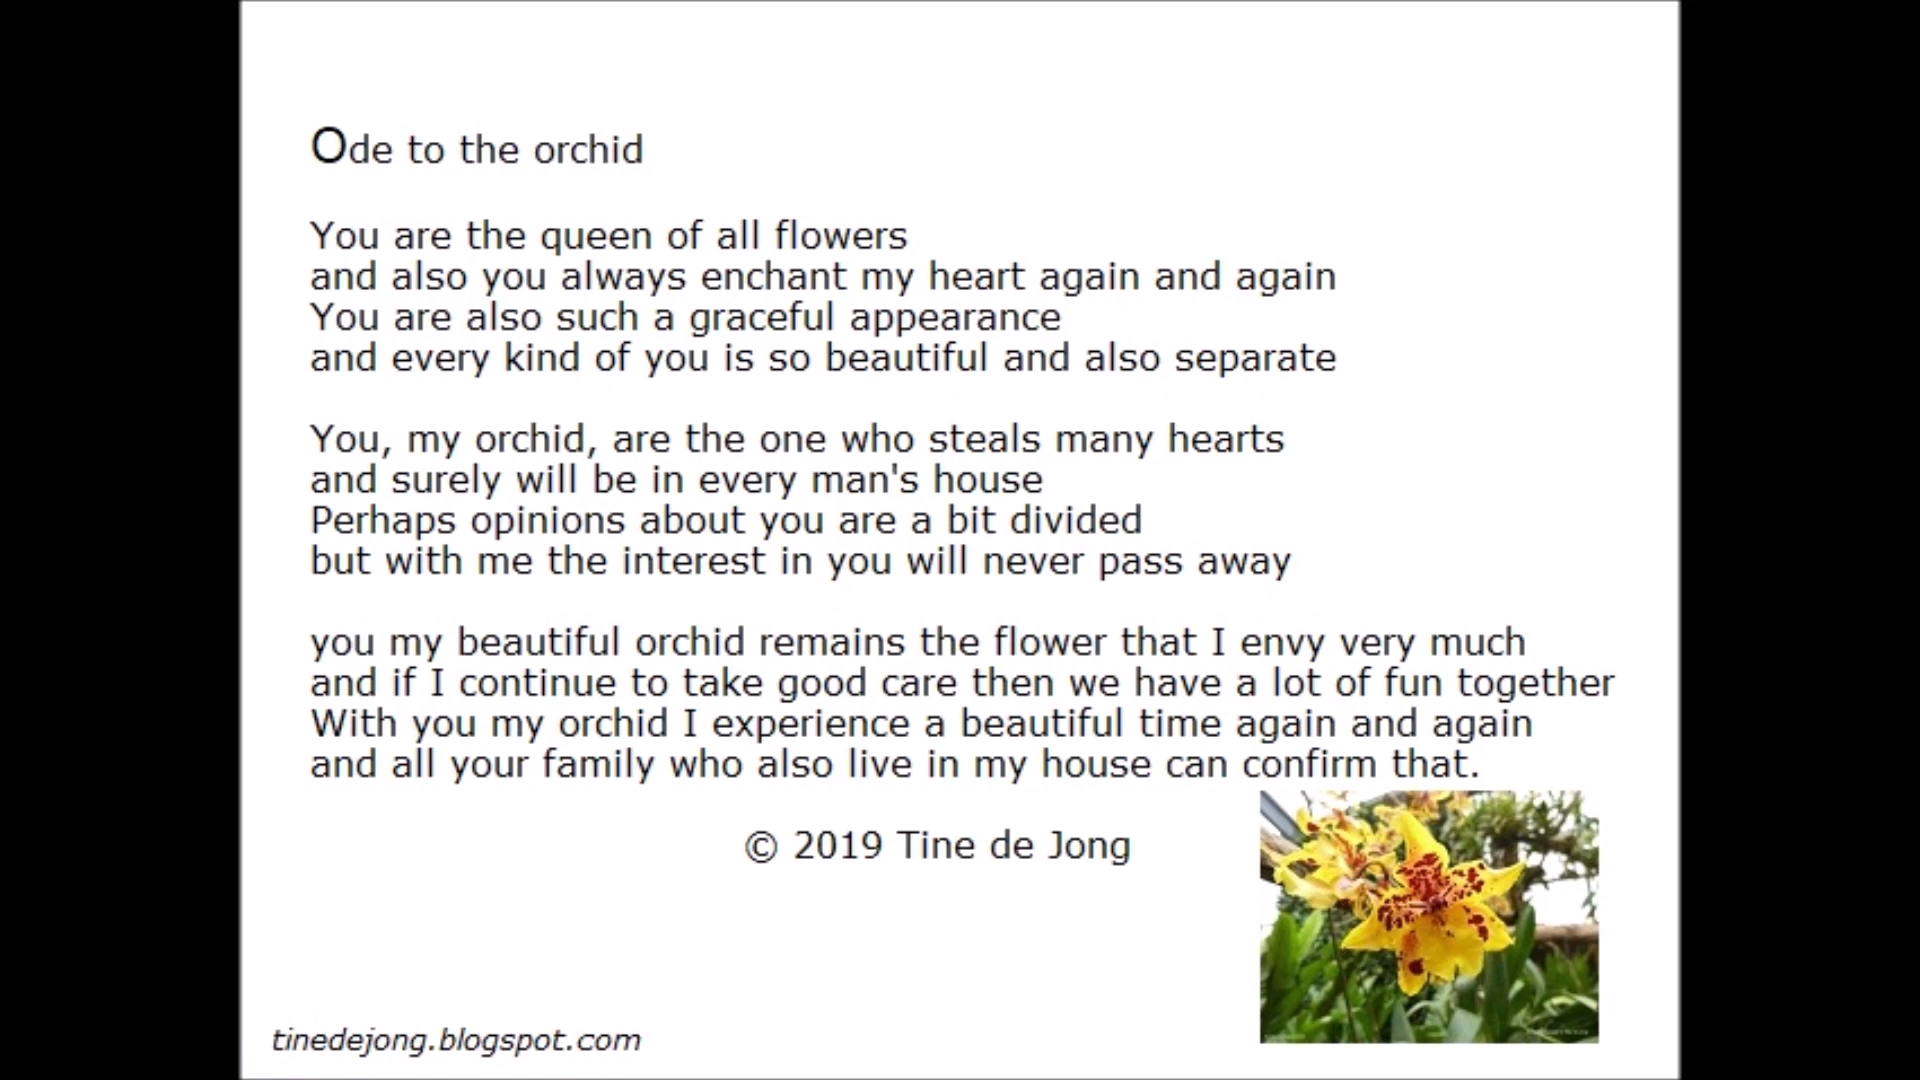 Ode to the orchid
You are the queen of all flowers
and also you always enchant my heart again and again
You are also such a graceful appearance
and every kind of you is so beautiful and also separate
You, my orchid, are the one who steals many hearts
and surely will be in every man's house
Perhaps opinions about you are a bit divided
but with me the interest in you will never pass away
you my beautiful orchid remains the flower that I envy very much
and if I continue to take good care then we have a lot of fun together
With you my orchid I experience a beautiful time again and again
and all your family who also live in my house can confirm that.
© 2019 Tine de Jong
tinedejong.blogspot.com